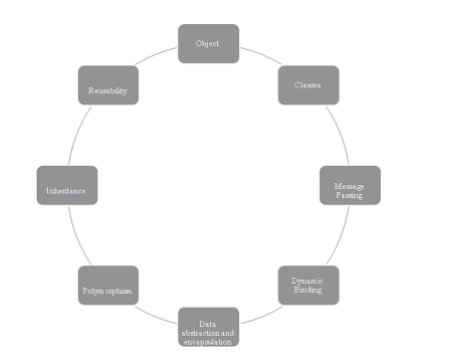 Object
Classes
Message
Passing
Dynamic
Binding
Data
abstraction and
encapsulation
Polymorphism
Inheritance
Reusability